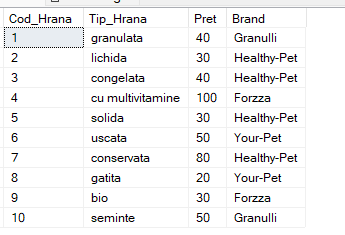 Cod_Hrana Tip_Hrana Pret Brand
1 granulata 40 Granulli
2 lichida 30 Healthy-Pet
3 congelata 40 Healthy-Pet
4 cu multivitamine 100 Forzza
5 solida 30 Healthy-Pet
6 uscata 50 Your-Pet
7 conservata 80 Healthy-Pet
8 gatita 20 Your-Pet
9 bio 30 Forzza
10 seminte 50 Granulli